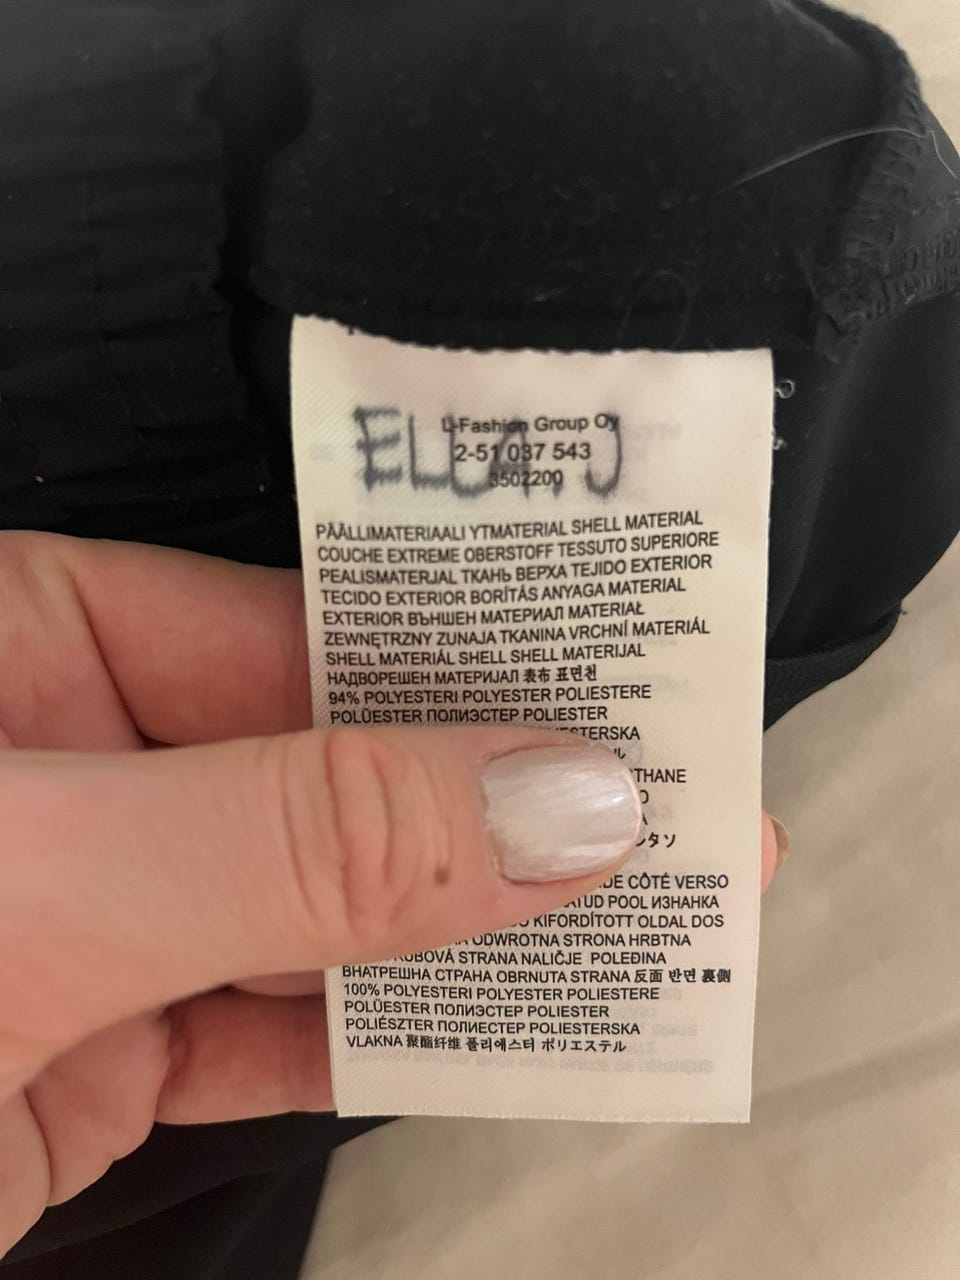 ELLA.J
L-Fashion Group Oy
2-51 037 543
3502200
PÄÄLLIMATERIAALI YTMATERIAL SHELL MATERIAL
COUCHE EXTREME OBERSTOFF TESSUTO SUPERIORE
PEALISMATERJAL ТКАНЬ ВЕРХА TEJIDO EXTERIOR
TECIDO EXTERIOR BORÍTÁS ANYAGA MATERIAL
EXTERIOR ВЪНШЕН МАТЕРИАЛ MATERIAŁ
ZEWNĘTRZNY ZUNAJA TKANINA VRCHNÍ MATERIÁL
SHELL MATERIÁL SHELL SHELL MATERIJAL
НАДВОРЕШЕН МАТЕРИЈАЛ 表布 표면천
94% POLYESTERI POLYESTER POLIESTERE
POLÜESTER ПОЛИЭСТЕР POLIESTER
CÔTÉ VERSO
POOL ИЗНАНКА
KIFORDÍTOTT OLDAL DOS
ODWROTNA STRONA HRBTNA
STRANA NALIČJE POLEĐINA
ВНАТРЕШНА СТРАНА OBRNUTA STRANA 反面 반면 裏側
100% POLYESTERI POLYESTER POLIESTERE
POLÜESTER ПОЛИЭСТЕР POLIESTER
POLIÉSZTER ПОЛИЕСТЕР POLIESTERSKA
VLAKNA 聚酯纤维 폴리에스터 ポリエステル